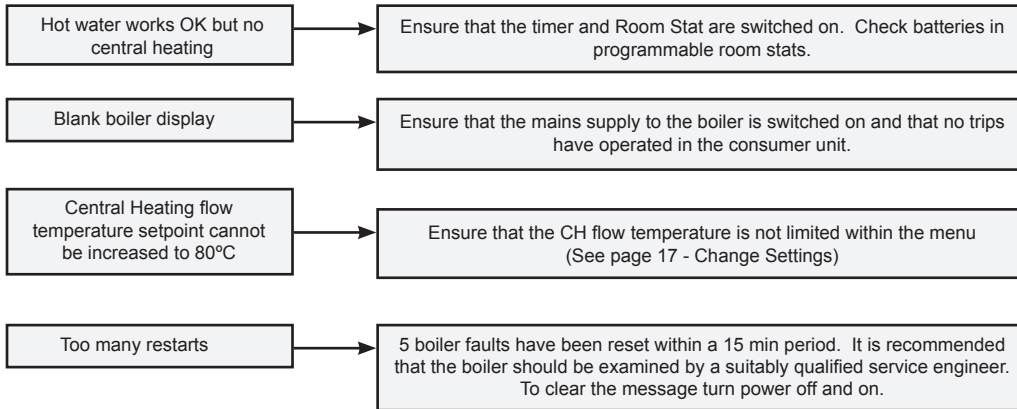 Hot water works OK but no
central heating
Ensure that the timer and Room Stat are switched on.  Check batteries in
programmable room stats.
Blank boiler display
Ensure that the mains supply to the boiler is switched on and that no trips
have operated in the consumer unit.
Central Heating flow
temperature setpoint cannot
be increased to 80ºC
Ensure that the CH flow temperature is not limited within the menu
(See page 17 - Change Settings)
Too many restarts
5 boiler faults have been reset within a 15 min period.  It is recommended
that the boiler should be examined by a suitably qualified service engineer.
To clear the message turn power off and on.